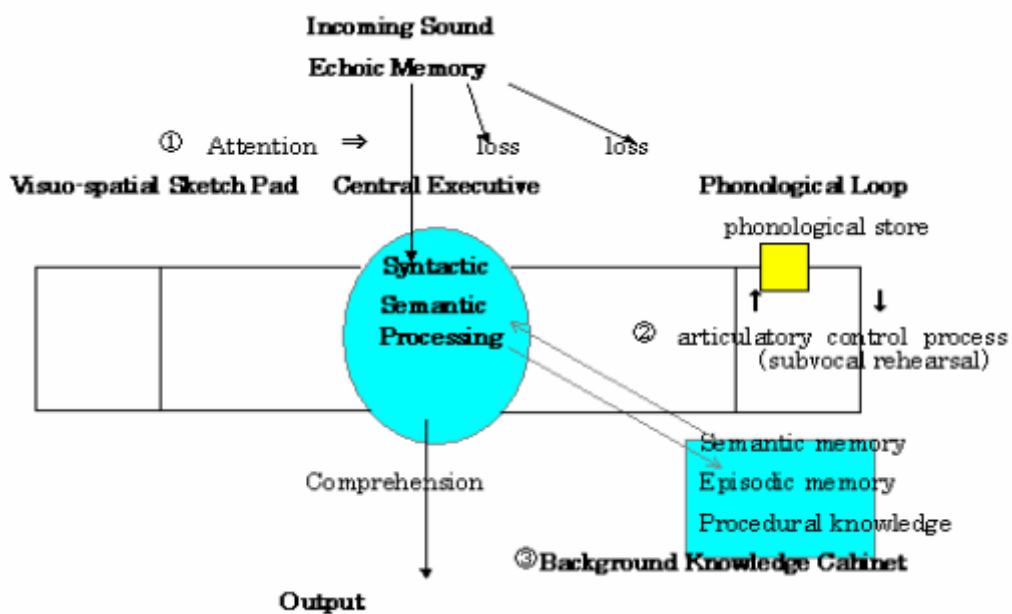 Incoming Sound
Echoic Memory
① Attention ⇒ loss loss
Visuo-spatial Sketch Pad Central Executive Phonological Loop
phonological store
Syntactic
Semantic
Processing
② articulatory control process
(subvocal rehearsal)
Semantic memory
Comprehension
Episodic memory
Procedural knowledge
③Background Knowledge Cabinet
Output